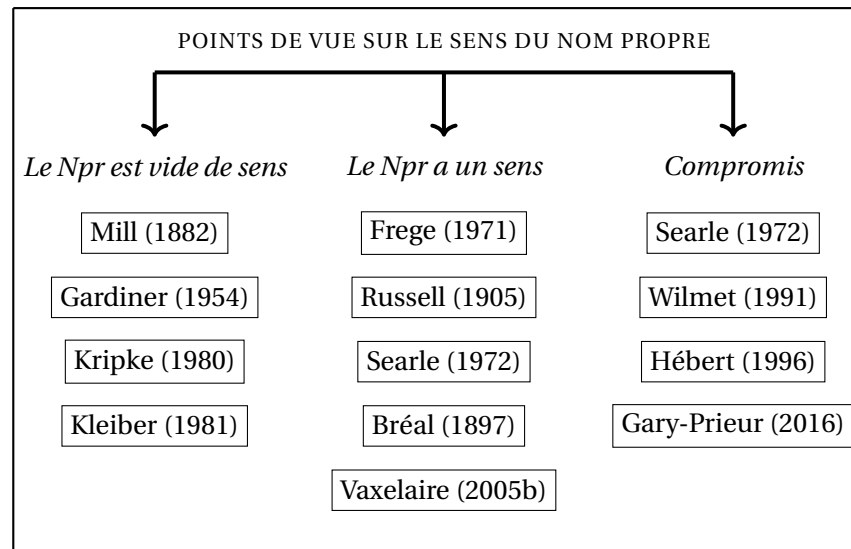 POINTS DE VUE SUR LE SENS DU NOM PROPRE
Le Npr est vide de sens
Mill (1882)
Gardiner (1954)
Kripke (1980)
Kleiber (1981)
Le Npr a un sens
Frege (1971)
Russell (1905)
Searle (1972)
Bréal (1897)
Vaxelaire (2005b)
Compromis
Searle (1972)
Wilmet (1991)
Hébert (1996)
Gary-Prieur (2016)